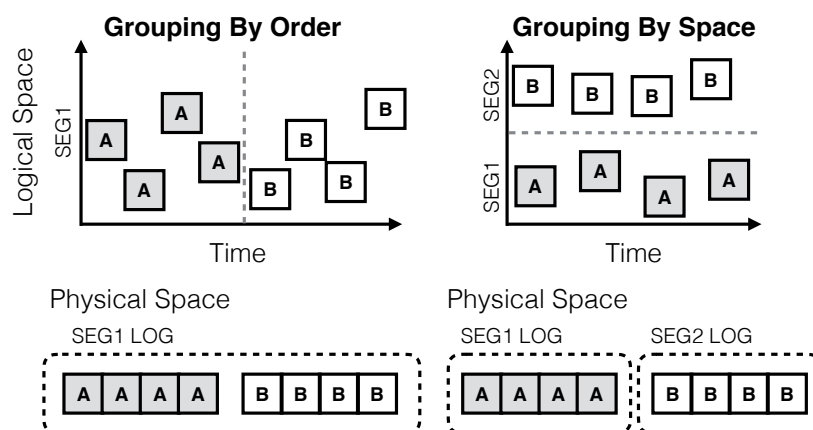 Grouping By Order
Logical Space
SEG1
A
A
A
A
B
B
B
B
Time
Physical Space
SEG1 LOG
A A A A B B B B
Grouping By Space
SEG2
SEG1
B B B B
A A A A
Time
Physical Space
SEG1 LOG
SEG2 LOG
A A A A
B B B B